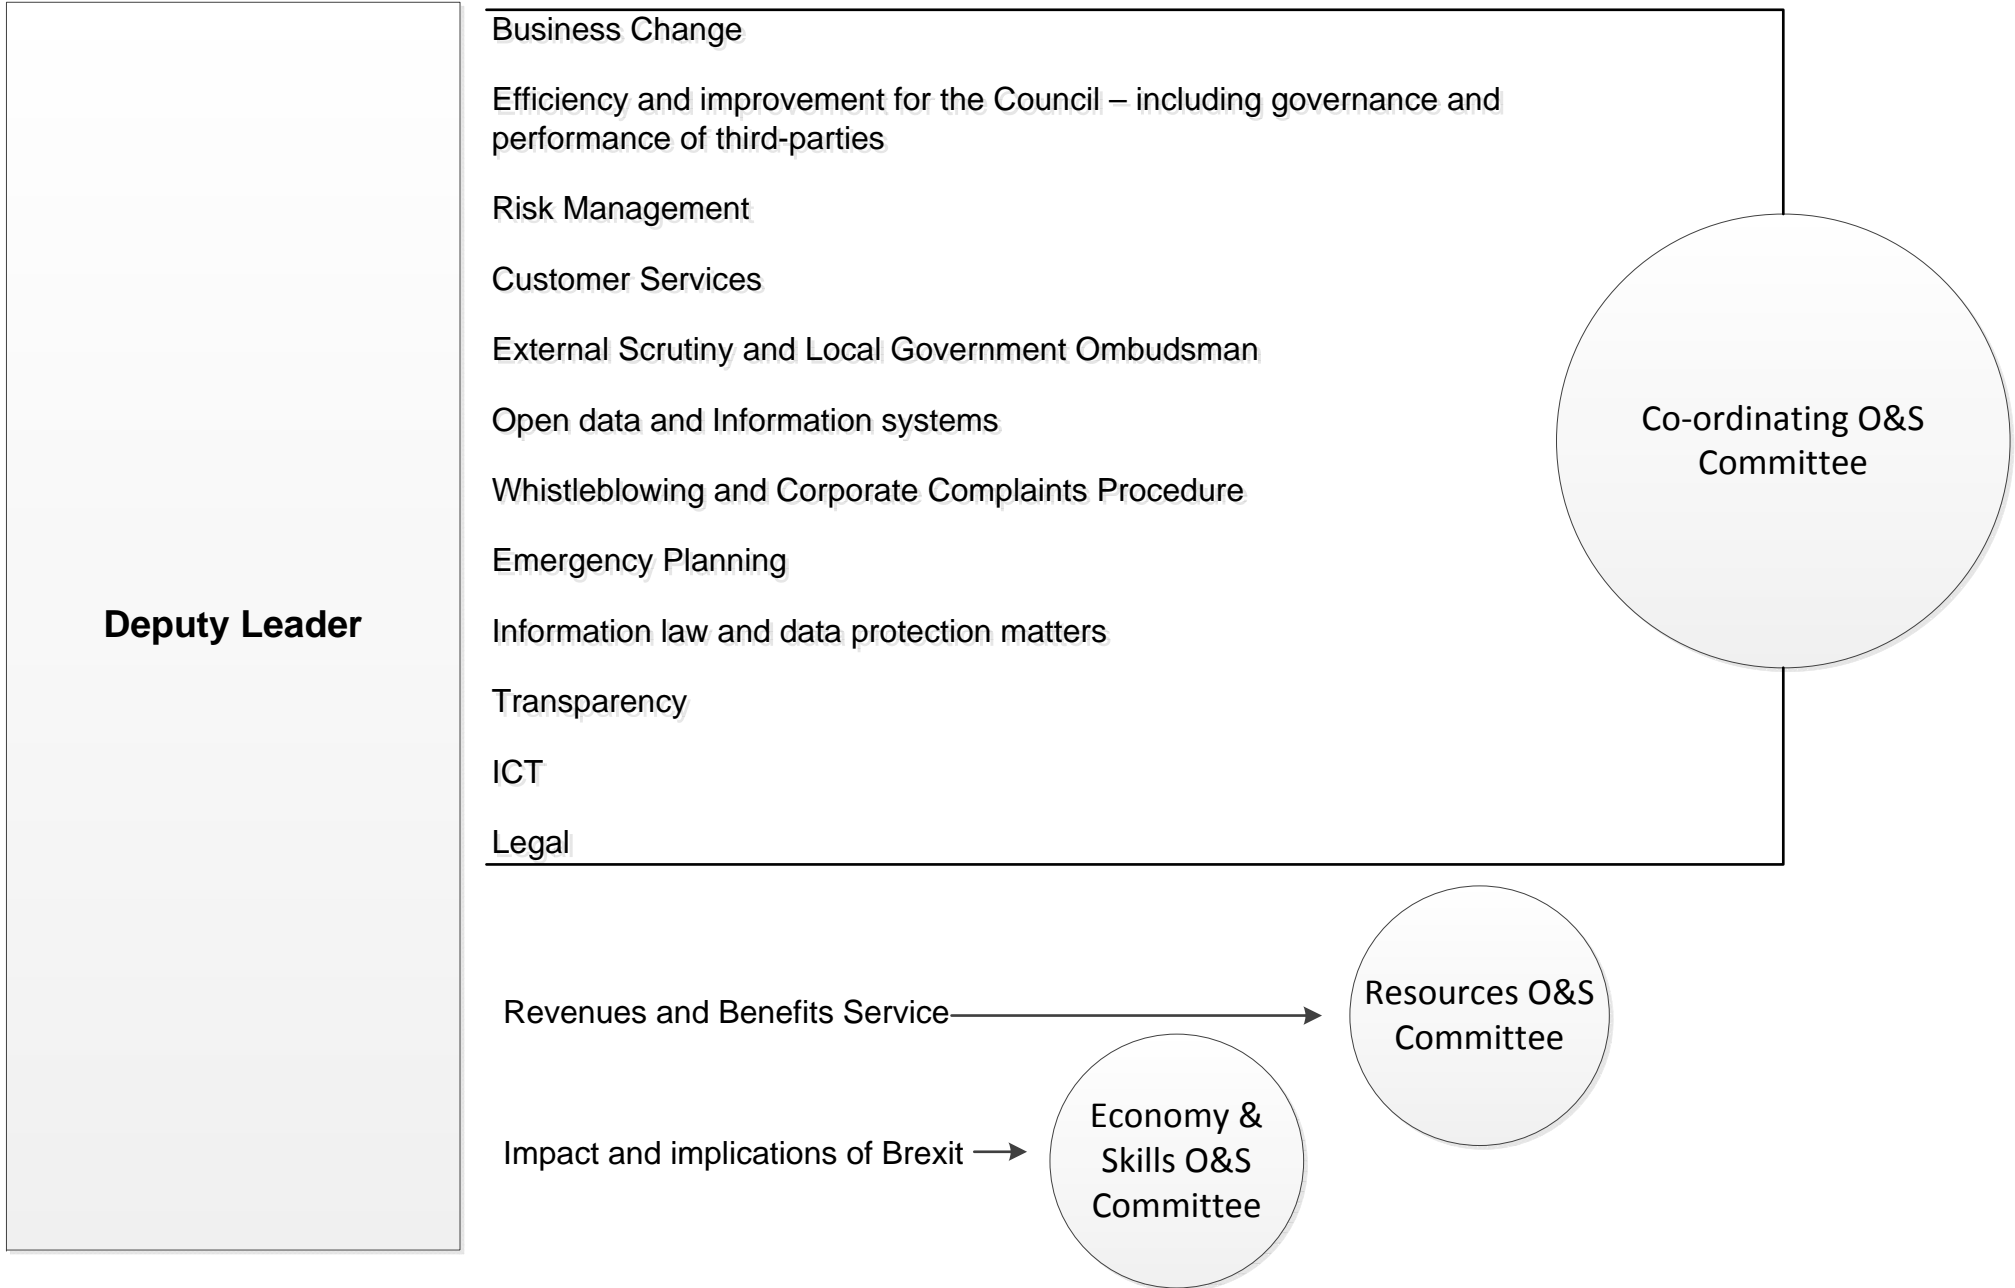 Deputy Leader
Business Change
Efficiency and improvement for the Council – including governance and
performance of third-parties
Risk Management
Customer Services
External Scrutiny and Local Government Ombudsman
Open data and Information systems
Whistleblowing and Corporate Complaints Procedure
Emergency Planning
Information law and data protection matters
Transparency
ICT
Legal
Co-ordinating O&S
Committee
Revenues and Benefits Service
Resources O&S
Committee
Impact and implications of Brexit
Economy &
Skills O&S
Committee